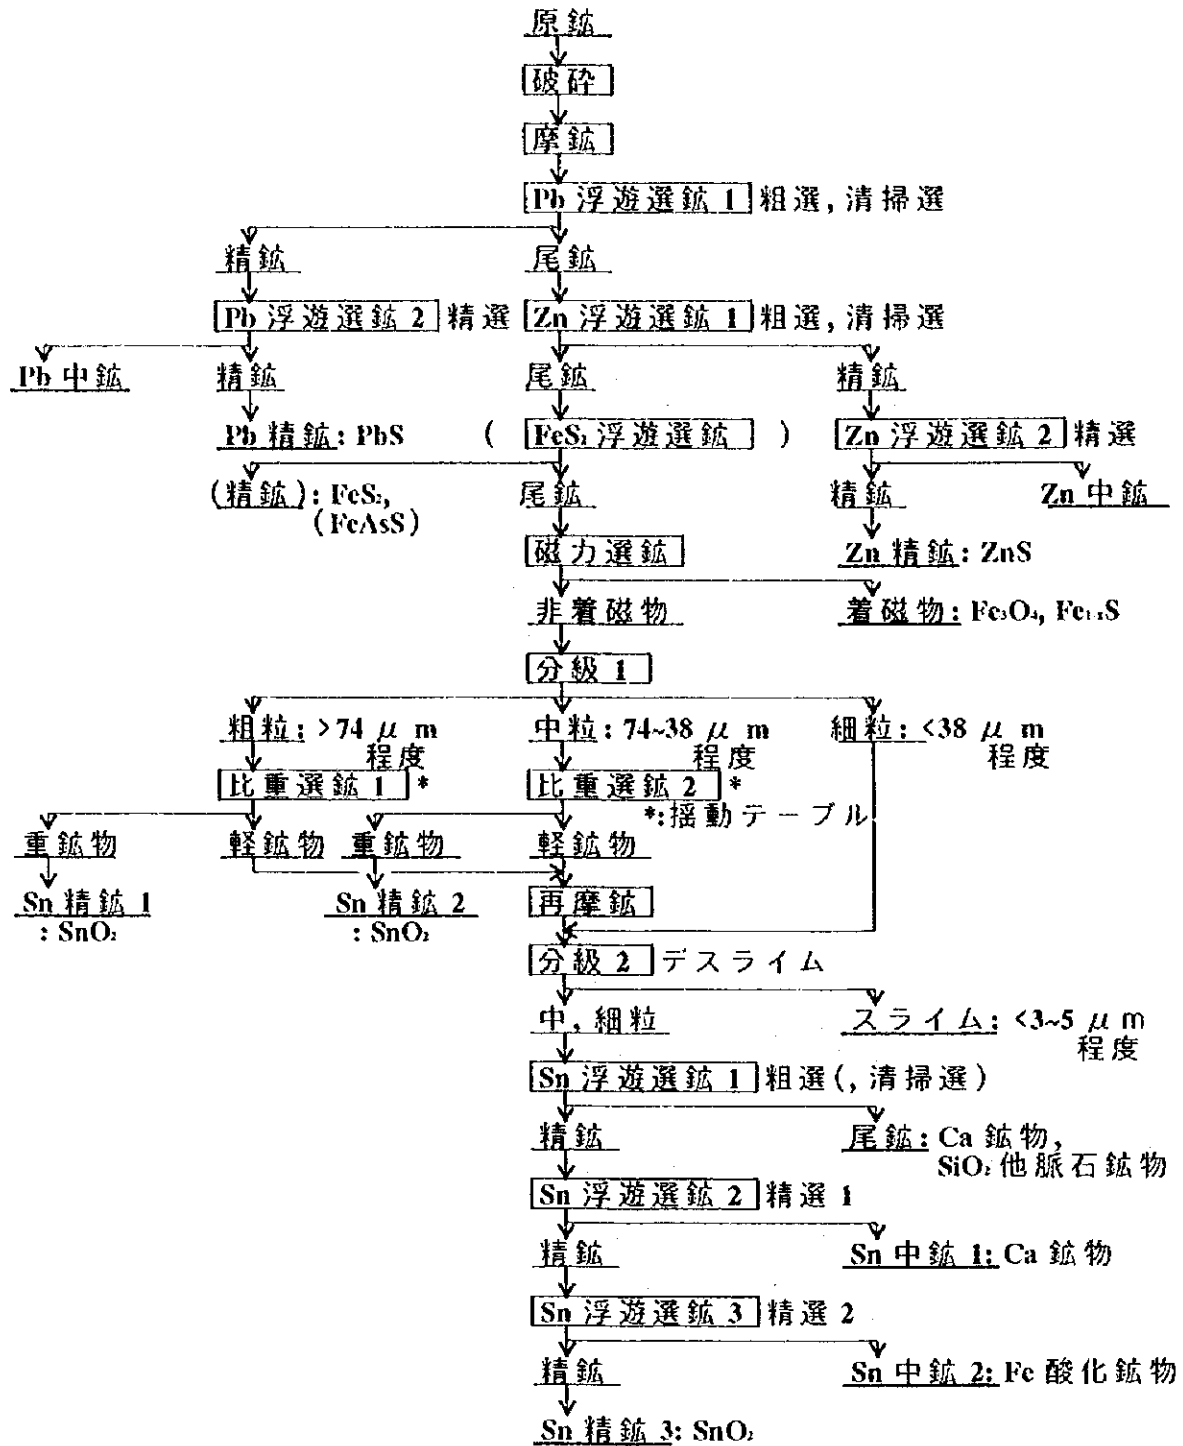 原鉱
破砕
摩鉱
Pb 浮遊選鉱 1 粗選, 清掃選
精鉱 尾鉱
Pb 浮遊選鉱 2 精選 Zn 浮遊選鉱 1 粗選, 清掃選
Pb 中鉱 精鉱 尾鉱 精鉱
Pb 精鉱: PbS ( FeS₂ 浮遊選鉱 ) Zn 浮遊選鉱 2 精選
(精鉱): FeS₂, 尾鉱 精鉱 Zn 中鉱
(FeAsS)
磁力選鉱 Zn 精鉱: ZnS
非着磁物 着磁物: Fe₃O₄, Fe₁₋ₓS
分級 1
粗粒: >74 μm 中粒: 74~38 μm 細粒: <38 μm
程度 程度 程度
比重選鉱 1 * 比重選鉱 2 *
*:揺動テーブル
重鉱物 軽鉱物 重鉱物 軽鉱物
Sn 精鉱 1 Sn 精鉱 2 再摩鉱
: SnO₂ : SnO₂
分級 2 デスライム
中, 細粒 スライム: <3~5 μm
程度
Sn 浮遊選鉱 1 粗選(, 清掃選)
精鉱 尾鉱: Ca 鉱物,
SiO₂ 他脈石鉱物
Sn 浮遊選鉱 2 精選 1
精鉱 Sn 中鉱 1: Ca 鉱物
Sn 浮遊選鉱 3 精選 2
精鉱 Sn 中鉱 2: Fe 酸化鉱物
Sn 精鉱 3: SnO₂